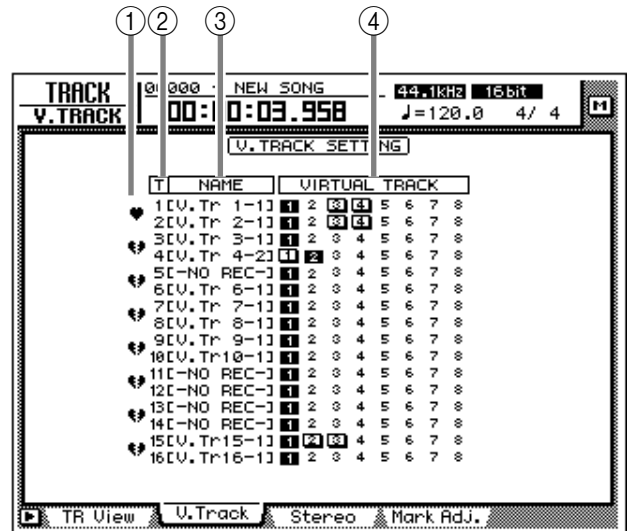 ① ② ③ ④
TRACK 00000 - NEW SONG 44.1kHz 16bit
V.TRACK 00:00:03.958 ♩=120.0 4/ 4 M
V.TRACK SETTING
T NAME VIRTUAL TRACK
1[V.Tr 1-1] 1 2 3 4 5 6 7 8
2[V.Tr 2-1] 1 2 3 4 5 6 7 8
3[V.Tr 3-1] 1 2 3 4 5 6 7 8
4[V.Tr 4-2] 1 2 3 4 5 6 7 8
5[-NO REC-] 1 2 3 4 5 6 7 8
6[V.Tr 6-1] 1 2 3 4 5 6 7 8
7[V.Tr 7-1] 1 2 3 4 5 6 7 8
8[V.Tr 8-1] 1 2 3 4 5 6 7 8
9[V.Tr 9-1] 1 2 3 4 5 6 7 8
10[V.Tr10-1] 1 2 3 4 5 6 7 8
11[-NO REC-] 1 2 3 4 5 6 7 8
12[-NO REC-] 1 2 3 4 5 6 7 8
13[-NO REC-] 1 2 3 4 5 6 7 8
14[-NO REC-] 1 2 3 4 5 6 7 8
15[V.Tr15-1] 1 2 3 4 5 6 7 8
16[V.Tr16-1] 1 2 3 4 5 6 7 8
TR View V.Track Stereo Mark Adj.